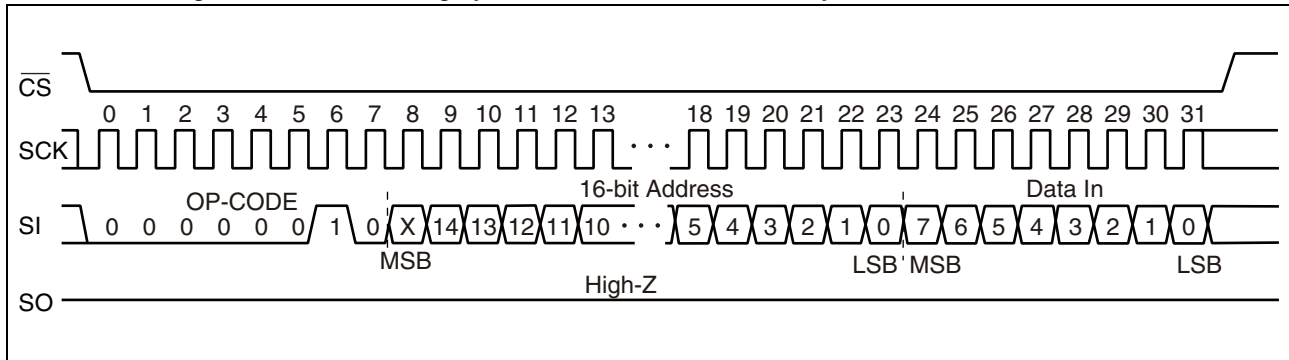 CS
0 1 2 3 4 5 6 7 8 9 10 11 12 13 18 19 20 21 22 23 24 25 26 27 28 29 30 31
SCK ···
OP-CODE 16-bit Address Data In
SI 0 0 0 0 0 0 1 0 X 14 13 12 11 10 ··· 5 4 3 2 1 0 7 6 5 4 3 2 1 0
MSB LSB MSB LSB
High-Z
SO